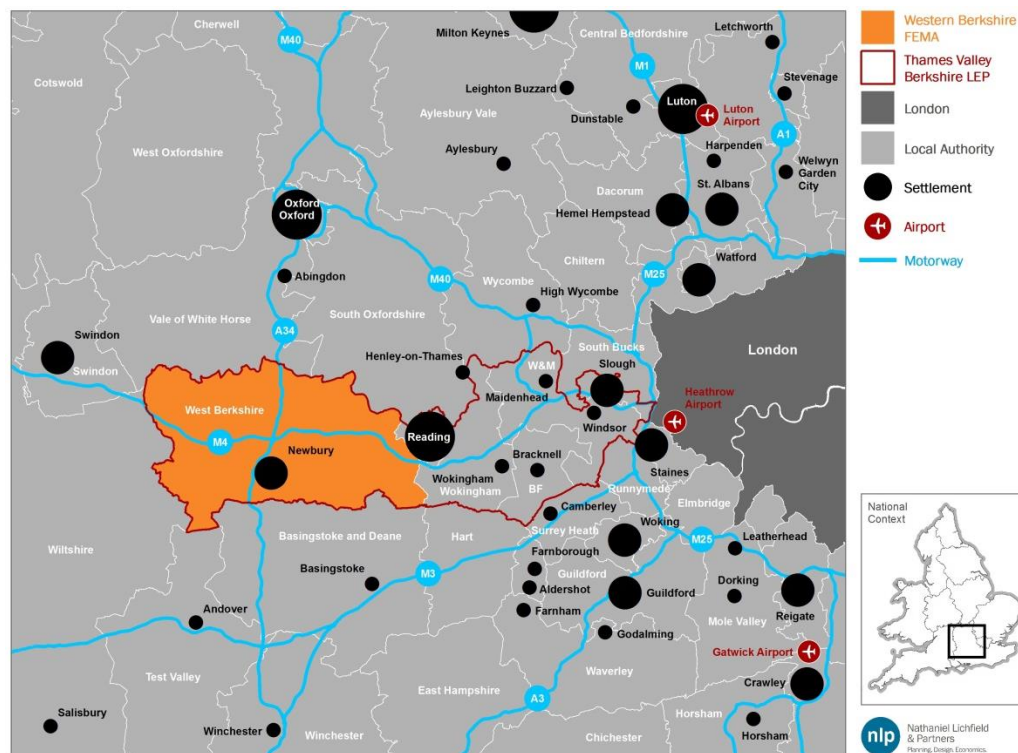 Cherwell
M40
Milton Keynes
Central Bedfordshire
Letchworth
M1
Cotswold
Leighton Buzzard
Stevenage
Luton
Luton
Airport
Aylesbury Vale
Dunstable
A1
West Oxfordshire
Aylesbury
Harpenden
Welwyn
Garden
City
Dacorum
St. Albans
Oxford
Oxford
Hemel Hempstead
Watford
Chiltern
M25
Abingdon
M40
Wycombe
High Wycombe
Vale of White Horse
South Oxfordshire
A34
Swindon
Swindon
South Bucks
London
Henley-on-Thames
W&M
Slough
Maidenhead
Heathrow
Airport
West Berkshire
Windsor
M4
Reading
Newbury
Bracknell
Staines
Wokingham
Wokingham
BF
Runnymede
Elmbridge
Camberley
Wiltshire
Basingstoke and Deane
Hart
Surrey Heath
Woking
M25
Leatherhead
Farnborough
Guildford
Basingstoke
M3
Aldershot
Guildford
Dorking
Reigate
Andover
Farnham
Mole Valley
Godalming
Gatwick Airport
Waverley
Test Valley
East Hampshire
Crawley
A3
Salisbury
Winchester
Winchester
Horsham
Horsham
Chichester
Western Berkshire
FEMA
Thames Valley
Berkshire LEP
London
Local Authority
Settlement
Airport
Motorway
National
Context
nlp
Nathaniel Lichfield
& Partners
Planning. Design. Economics.